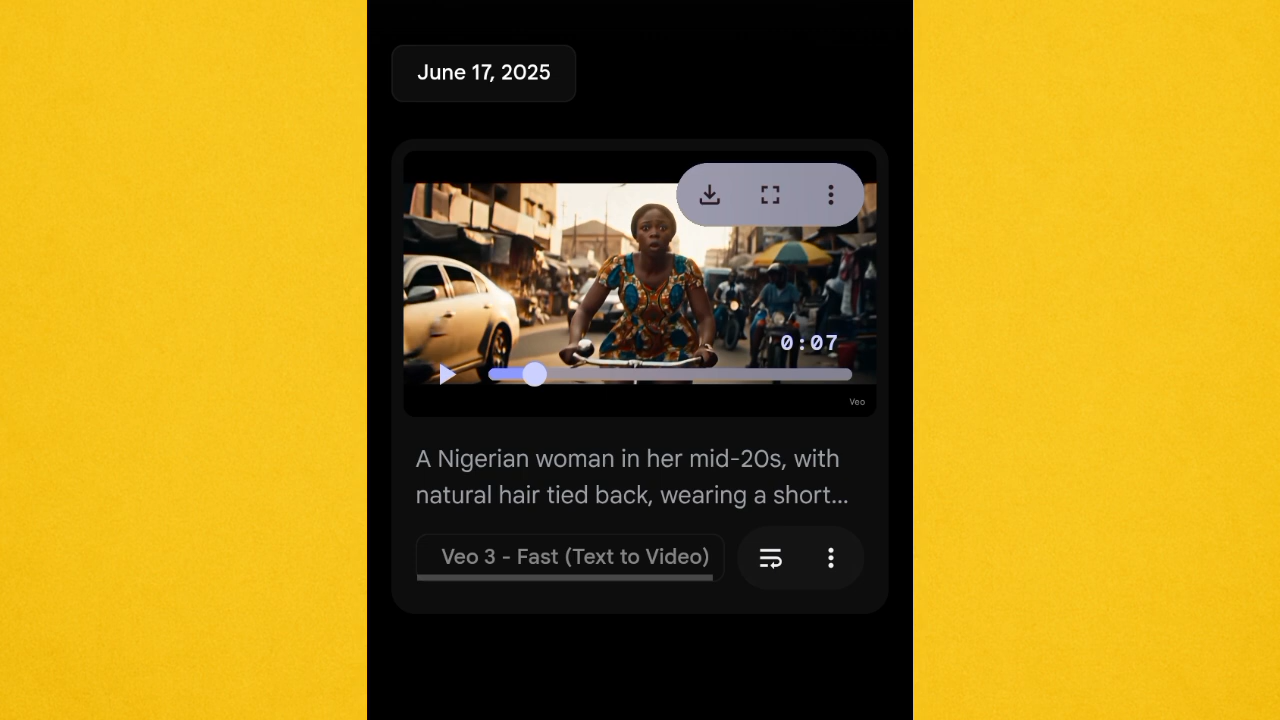 June 17, 2025
0:07
Veo
A Nigerian woman in her mid-20s, with
natural hair tied back, wearing a short...
Veo 3 - Fast (Text to Video)